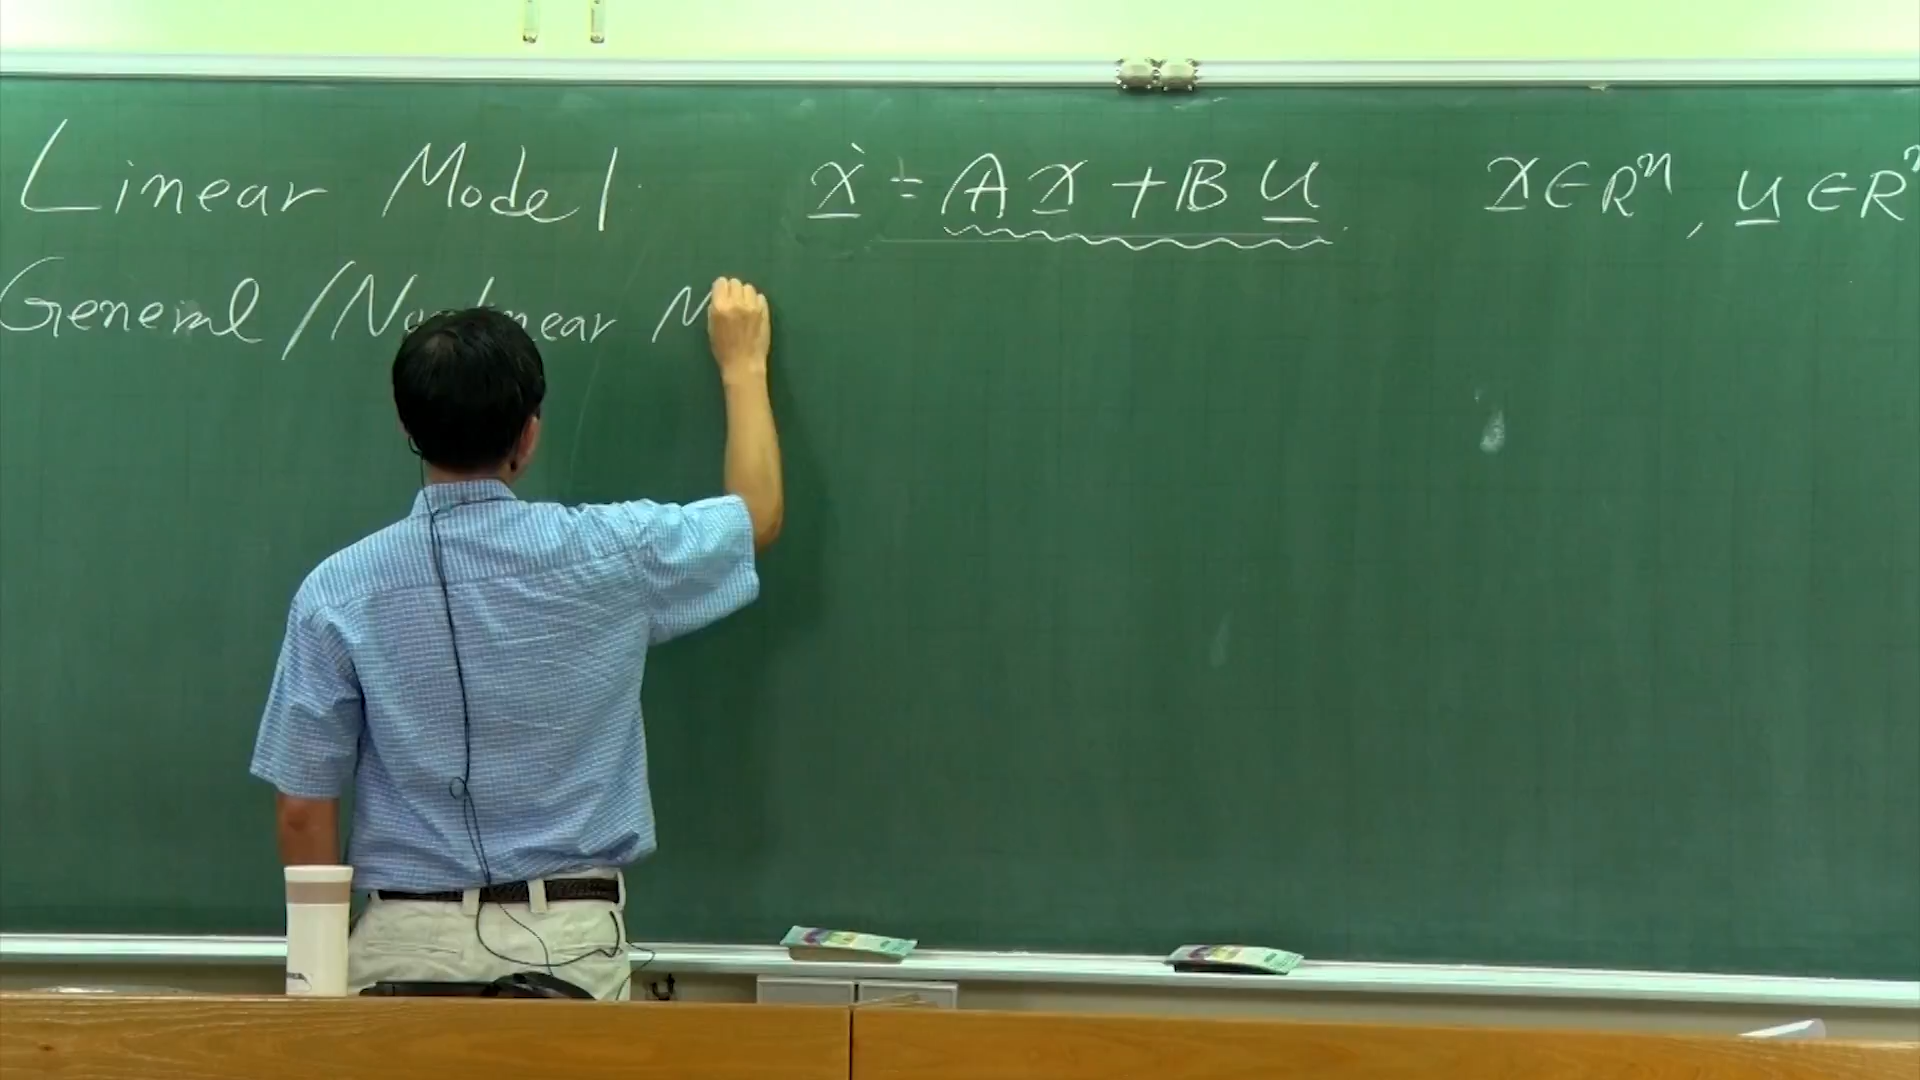 Linear Model ẋ = Ax + Bu x ∈ Rⁿ, u ∈ R
General / Nonlinear